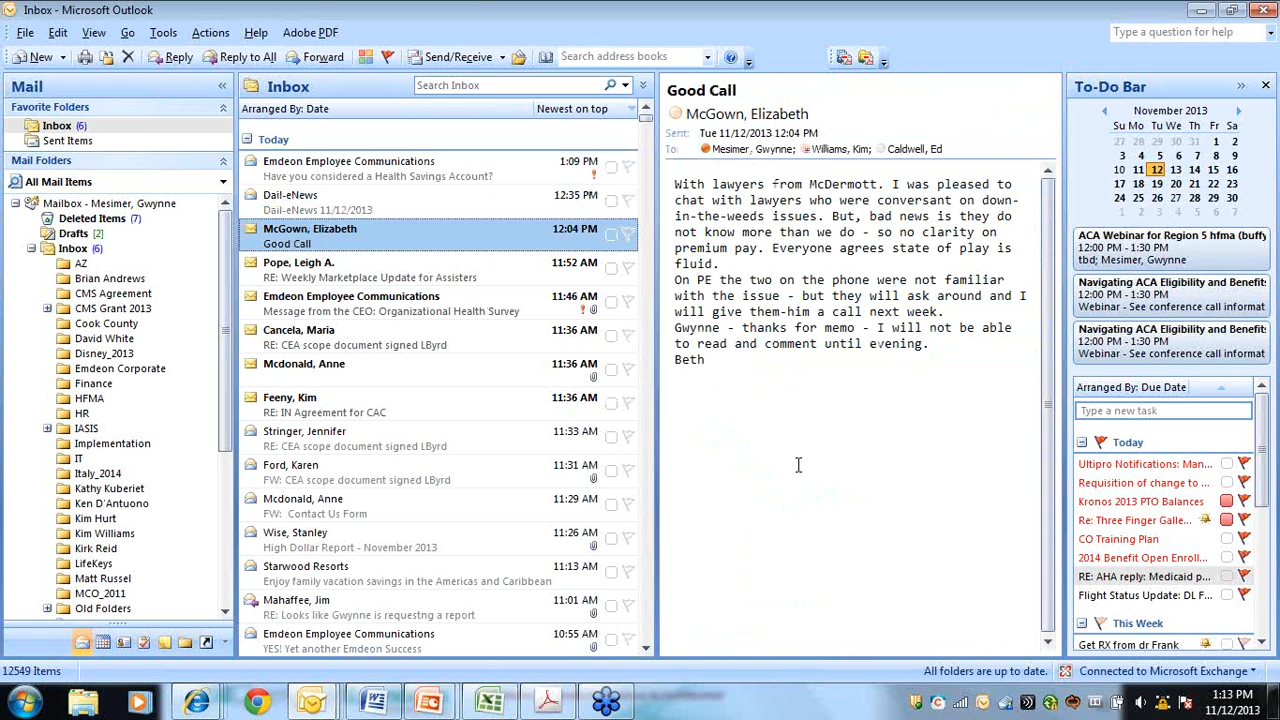 Inbox - Microsoft Outlook
File Edit View Go Tools Actions Help Adobe PDF
Type a question for help
New Reply Reply to All Forward Send/Receive Search address books
Mail
Favorite Folders
Inbox (6)
Sent Items
Mail Folders
All Mail Items
Mailbox - Mesimer, Gwynne
Deleted Items (7)
Drafts [2]
Inbox (6)
AZ
Brian Andrews
CMS Agreement
CMS Grant 2013
Cook County
David White
Disney_2013
Emdeon Corporate
Finance
HFMA
HR
IASIS
Implementation
IT
Italy_2014
Kathy Kuberiet
Ken D'Antuono
Kim Hurt
Kim Williams
Kirk Reid
LifeKeys
Matt Russel
MCO_2011
Old Folders
Inbox
Search Inbox
Arranged By: Date Newest on top
Today
Emdeon Employee Communications 1:09 PM
Have you considered a Health Savings Account?
Dail-eNews 12:35 PM
Dail-eNews 11/12/2013
McGown, Elizabeth 12:04 PM
Good Call
Pope, Leigh A. 11:52 AM
RE: Weekly Marketplace Update for Assisters
Emdeon Employee Communications 11:46 AM
Message from the CEO: Organizational Health Survey
Cancela, Maria 11:36 AM
RE: CEA scope document signed LByrd
Mcdonald, Anne 11:36 AM
Feeny, Kim 11:36 AM
RE: IN Agreement for CAC
Stringer, Jennifer 11:33 AM
RE: CEA scope document signed LByrd
Ford, Karen 11:31 AM
FW: CEA scope document signed LByrd
Mcdonald, Anne 11:29 AM
FW: Contact Us Form
Wise, Stanley 11:26 AM
High Dollar Report - November 2013
Starwood Resorts 11:13 AM
Enjoy family vacation savings in the Americas and Caribbean
Mahaffee, Jim 11:01 AM
RE: Looks like Gwynne is requestng a report
Emdeon Employee Communications 10:55 AM
YES! Yet another Emdeon Success
Good Call
McGown, Elizabeth
Sent: Tue 11/12/2013 12:04 PM
To: Mesimer, Gwynne; Williams, Kim; Caldwell, Ed
With lawyers from McDermott. I was pleased to
chat with lawyers who were conversant on down-
in-the-weeds issues. But, bad news is they do
not know more than we do - so no clarity on
premium pay. Everyone agrees state of play is
fluid.
On PE the two on the phone were not familiar
with the issue - but they will ask around and I
will give them-him a call next week.
Gwynne - thanks for memo - I will not be able
to read and comment until evening.
Beth
To-Do Bar
November 2013
Su Mo Tu We Th Fr Sa
27 28 29 30 31 1 2
3 4 5 6 7 8 9
10 11 12 13 14 15 16
17 18 19 20 21 22 23
24 25 26 27 28 29 30
1 2 3 4 5 6 7
ACA Webinar for Region 5 hfma (buffy
12:00 PM - 1:30 PM
tbd; Mesimer, Gwynne
Navigating ACA Eligibility and Benefits
12:00 PM - 1:30 PM
Webinar - See conference call informat
Navigating ACA Eligibility and Benefits
12:00 PM - 1:30 PM
Webinar - See conference call informat
Arranged By: Due Date
Type a new task
Today
Ultipro Notifications: Man...
Requisition of change to ...
Kronos 2013 PTO Balances
Re: Three Finger Galle...
CO Training Plan
2014 Benefit Open Enroll...
RE: AHA reply: Medicaid p...
Flight Status Update: DL F...
This Week
Get RX from dr Frank
12549 Items
All folders are up to date. Connected to Microsoft Exchange
1:13 PM
11/12/2013